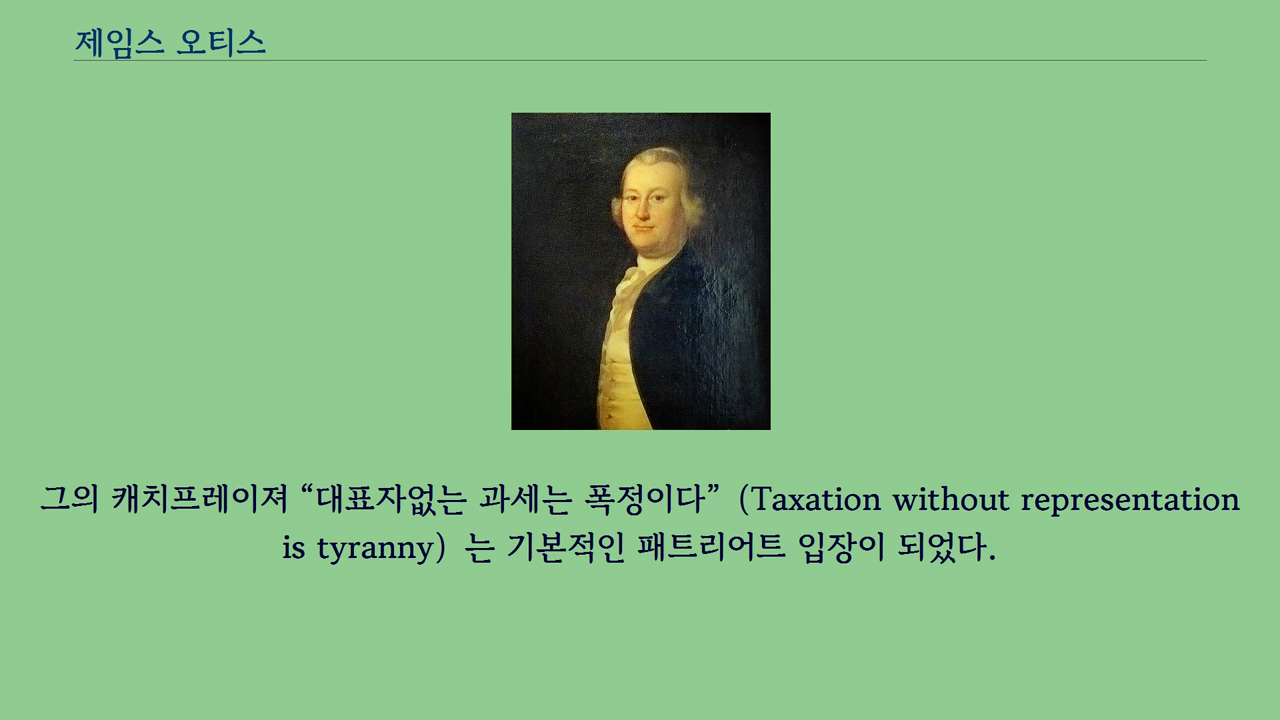 제임스 오티스
그의 캐치프레이져 “대표자없는 과세는 폭정이다” (Taxation without representation
is tyranny) 는 기본적인 패트리어트 입장이 되었다.